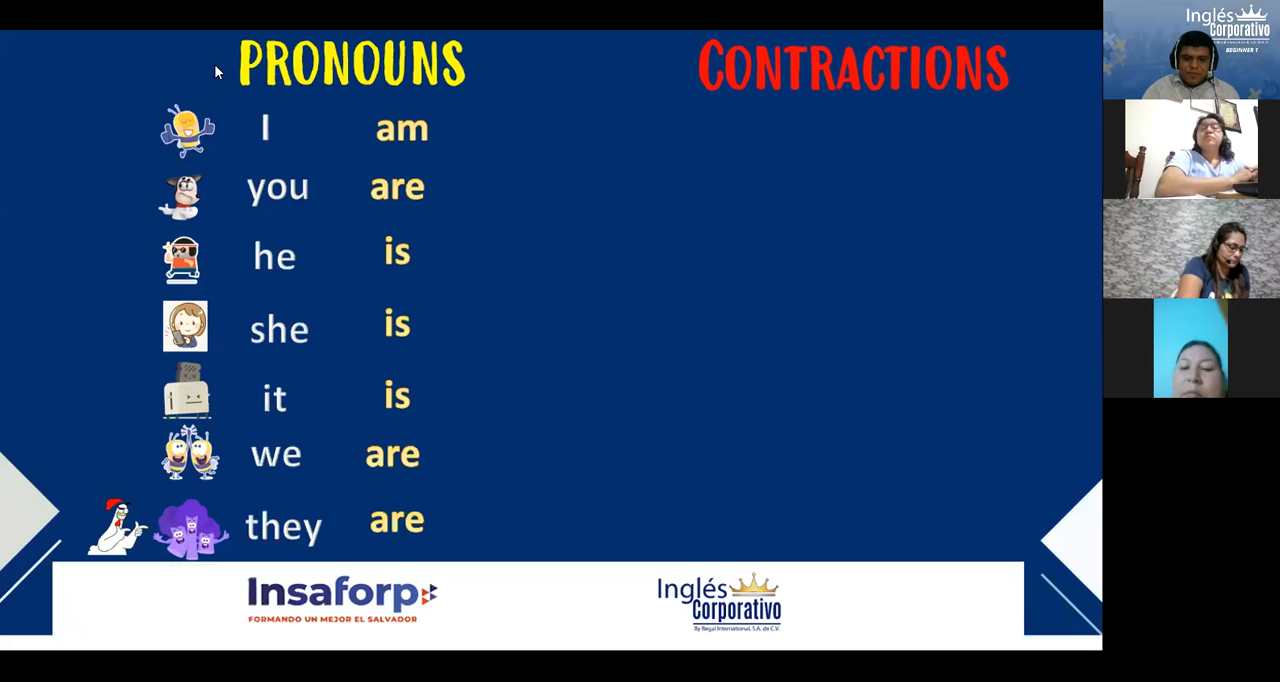 PRONOUNS
CONTRACTIONS
I am
you are
he is
she is
it is
we are
they are
Insaforp
FORMANDO UN MEJOR EL SALVADOR
Inglés
Corporativo
By Regal International, S.A. de C.V.
Inglés
Corporativo
BEGINNER 1